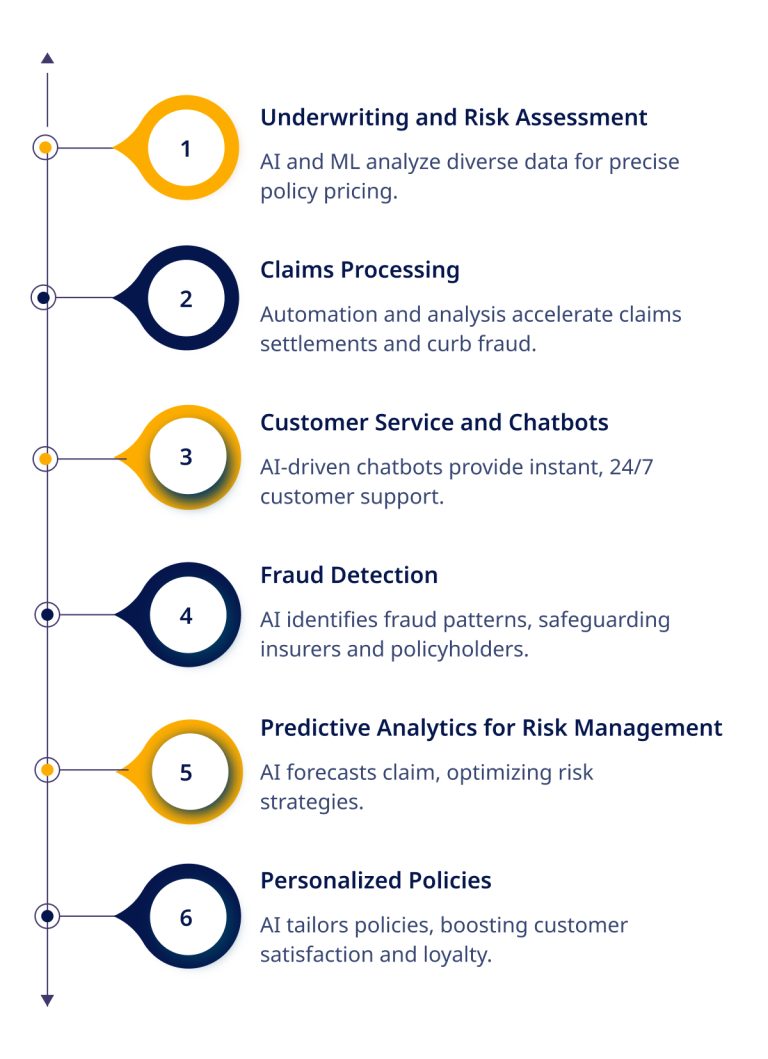 1
Underwriting and Risk Assessment
AI and ML analyze diverse data for precise
policy pricing.
2
Claims Processing
Automation and analysis accelerate claims
settlements and curb fraud.
3
Customer Service and Chatbots
AI-driven chatbots provide instant, 24/7
customer support.
4
Fraud Detection
AI identifies fraud patterns, safeguarding
insurers and policyholders.
5
Predictive Analytics for Risk Management
AI forecasts claim, optimizing risk
strategies.
6
Personalized Policies
AI tailors policies, boosting customer
satisfaction and loyalty.